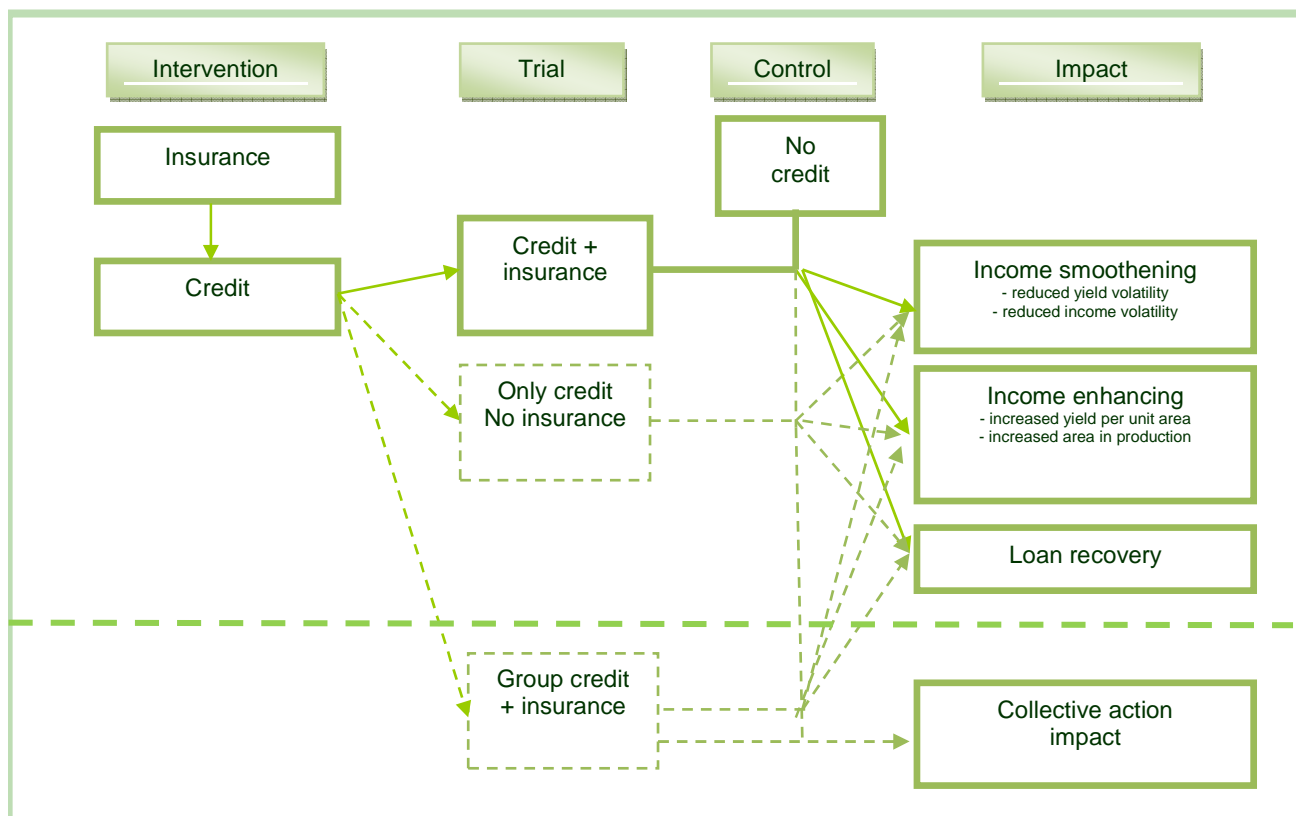 Intervention
Trial
Control
Impact
Insurance
No
credit
Credit
Credit +
insurance
Income smoothening
- reduced yield volatility
- reduced income volatility
Only credit
No insurance
Income enhancing
- increased yield per unit area
- increased area in production
Loan recovery
Group credit
+ insurance
Collective action
impact